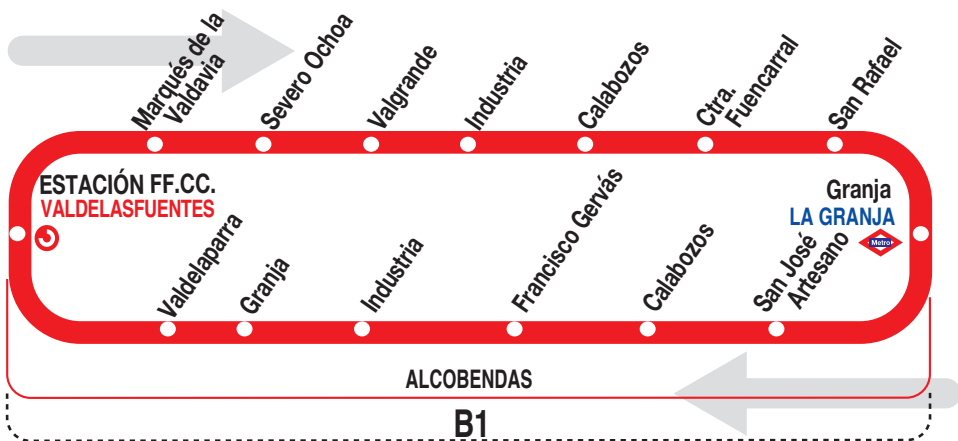 Marqués de la
Valdavia
Severo Ochoa
Valgrande
Industria
Calabozos
Ctra.
Fuencarral
San Rafael
ESTACIÓN FF.CC.
VALDELASFUENTES
Granja
LA GRANJA
Metro
Valdelaparra
Granja
Industria
Francisco Gervás
Calabozos
San José
Artesano
ALCOBENDAS
B1